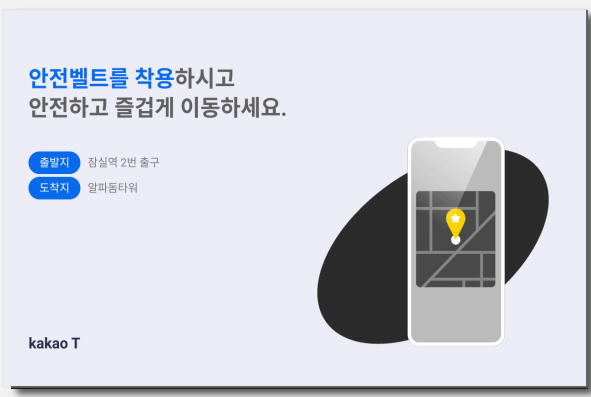 안전벨트를 착용하시고
안전하고 즐겁게 이동하세요.
출발지 잠실역 2번 출구
도착지 알파돔타워
kakao T